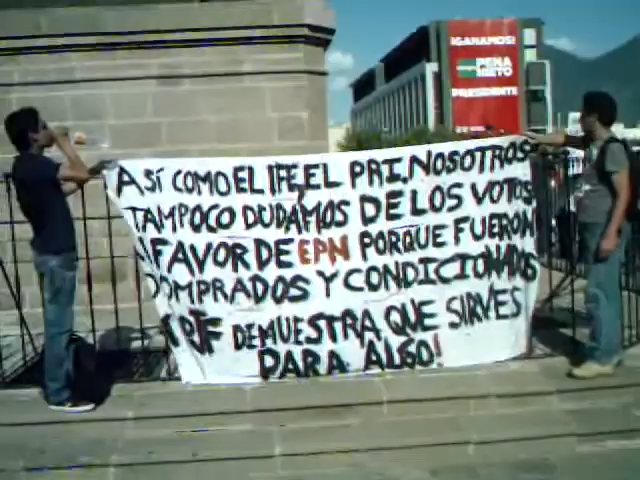 ¡GANAMOS!
PEÑA
NIETO
PRESIDENTE
ASÍ COMO EL IFE, EL PRI, NOSOTROS
TAMPOCO DUDAMOS DE LOS VOTOS
A FAVOR DE EPN PORQUE FUERON
COMPRADOS Y CONDICIONADOS
DEMUESTRA QUE SIRVES
PARA ALGO!